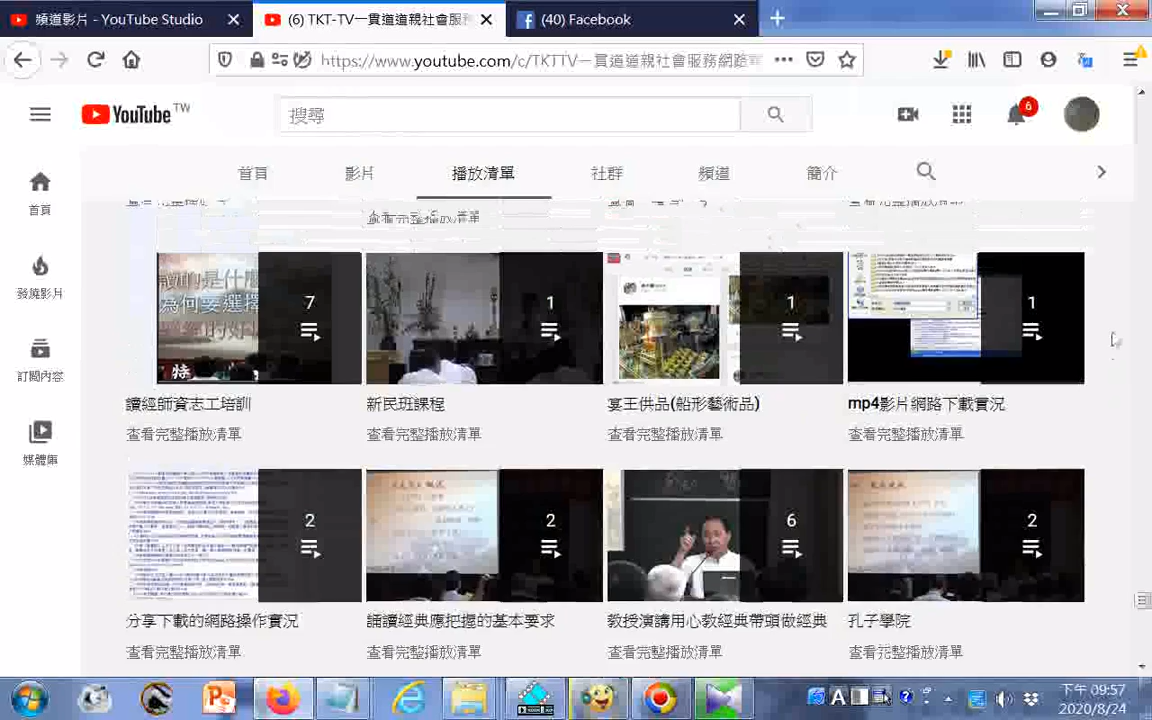 頻道影片 - YouTube Studio
(6) TKT-TV一貫道道親社會服務
(40) Facebook
https://www.youtube.com/c/TKTTV一貫道道親社會服務網路電
YouTube TW
搜尋
6
首頁
影片
播放清單
社群
頻道
簡介
首頁
發燒影片
訂閱內容
媒體庫
查看完整播放清單
7
1
1
1
讀經師資志工培訓
新民班課程
宴王供品(船形藝術品)
mp4影片網路下載實況
查看完整播放清單
查看完整播放清單
查看完整播放清單
查看完整播放清單
2
2
6
2
分享下載的網路操作實況
誦讀經典應把握的基本要求
教授演講用心教經典帶頭做經典
孔子學院
查看完整播放清單
查看完整播放清單
查看完整播放清單
查看完整播放清單
下午 09:57
2020/8/24